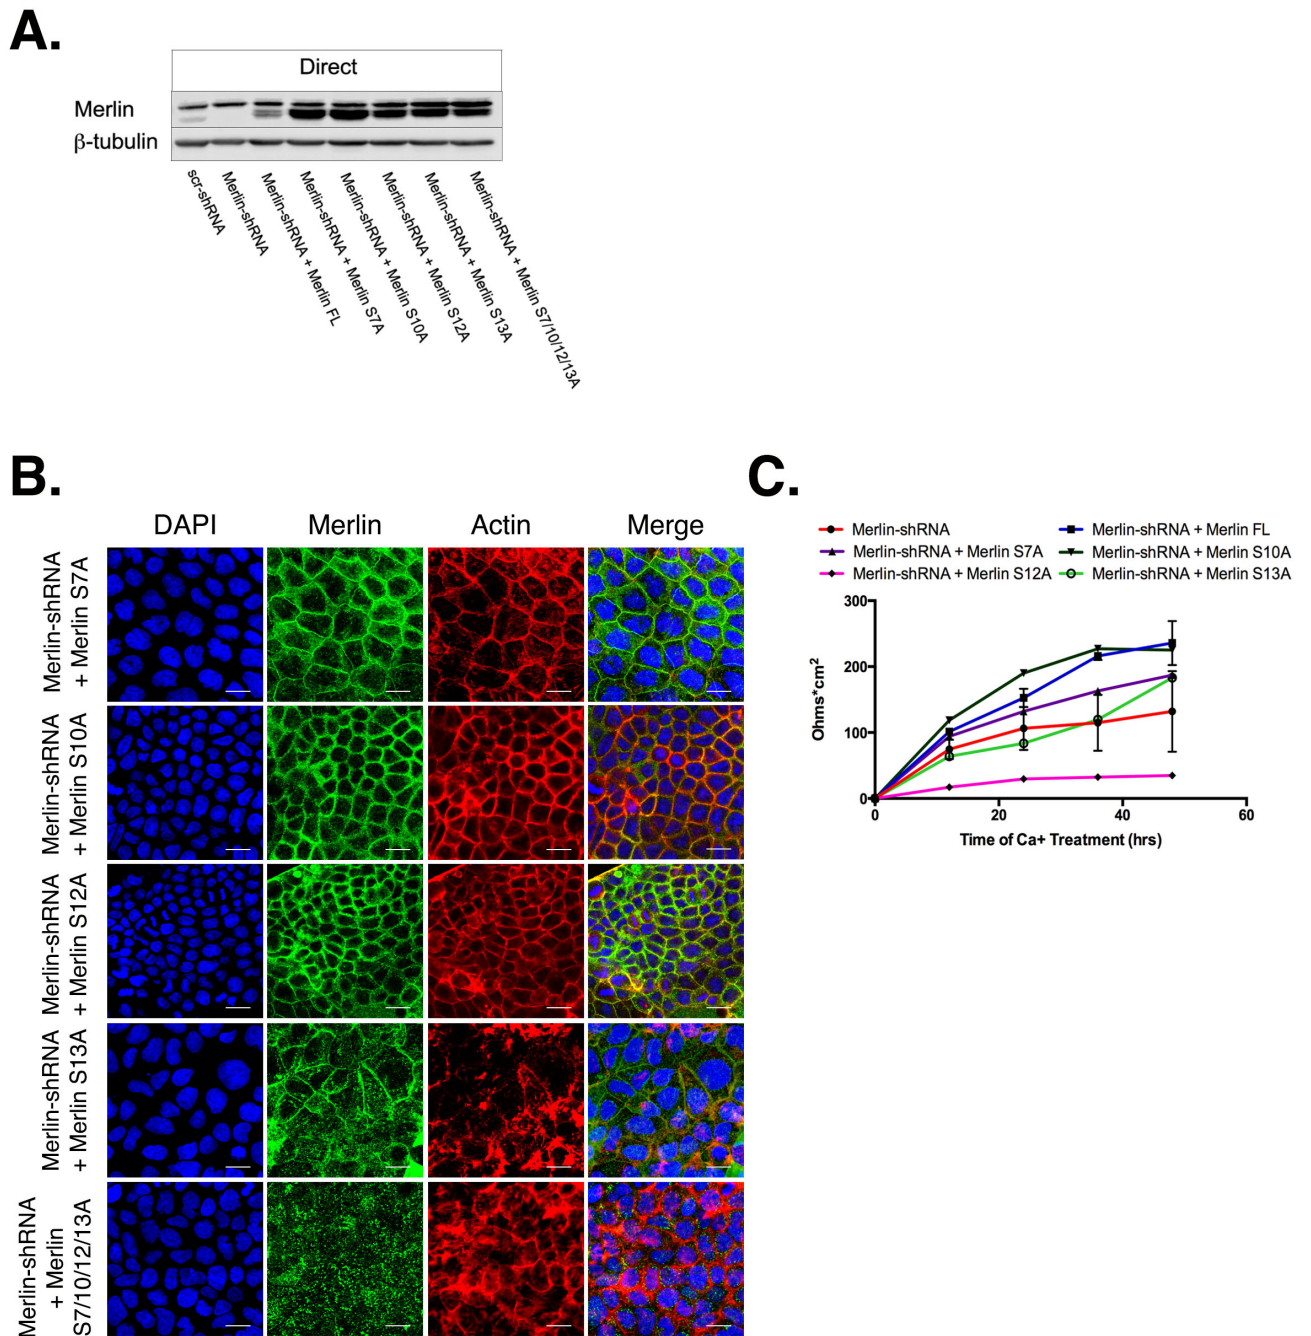 A.
Direct
Merlin
β-tubulin
scr-shRNA
Merlin-shRNA
Merlin-shRNA + Merlin FL
Merlin-shRNA + Merlin S7A
Merlin-shRNA + Merlin S10A
Merlin-shRNA + Merlin S12A
Merlin-shRNA + Merlin S13A
Merlin-shRNA + Merlin S7/10/12/13A
B.
DAPI Merlin Actin Merge
Merlin-shRNA
+ Merlin S7A
Merlin-shRNA
+ Merlin S10A
Merlin-shRNA
+ Merlin S12A
Merlin-shRNA
+ Merlin S13A
Merlin-shRNA
+ Merlin
S7/10/12/13A
C.
Merlin-shRNA Merlin-shRNA + Merlin FL
Merlin-shRNA + Merlin S7A Merlin-shRNA + Merlin S10A
Merlin-shRNA + Merlin S12A Merlin-shRNA + Merlin S13A
300
200
100
0
Ohms*cm²
0 20 40 60
Time of Ca+ Treatment (hrs)